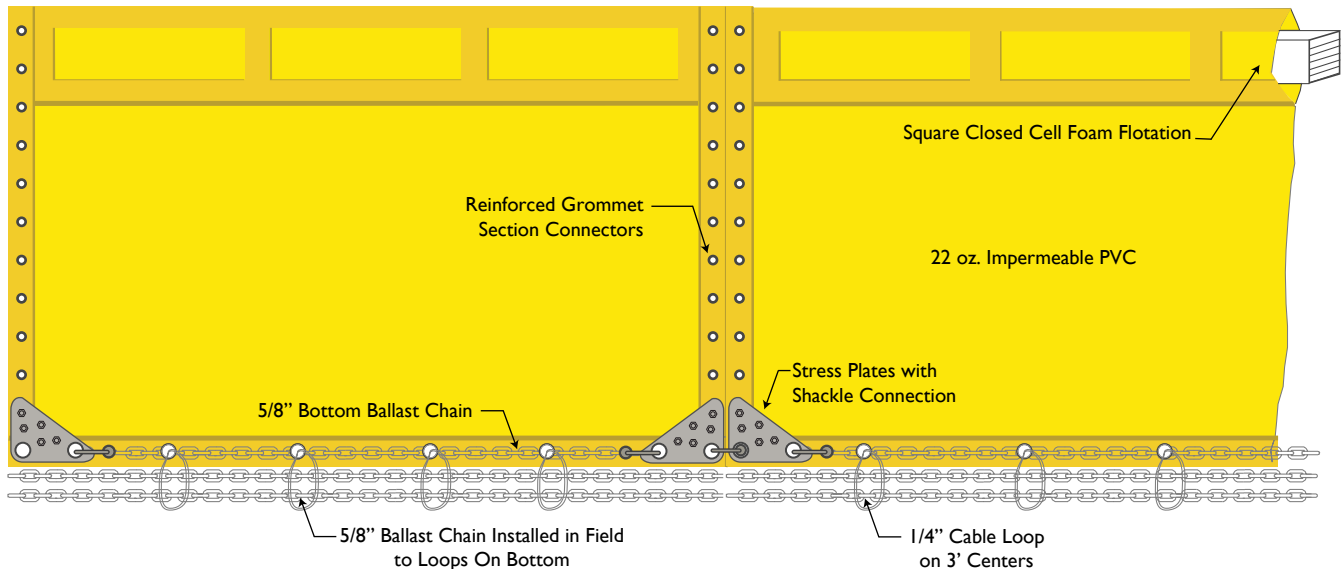 Square Closed Cell Foam Flotation
Reinforced Grommet
Section Connectors
22 oz. Impermeable PVC
Stress Plates with
Shackle Connection
5/8” Bottom Ballast Chain
5/8” Ballast Chain Installed in Field
to Loops On Bottom
1/4” Cable Loop
on 3’ Centers